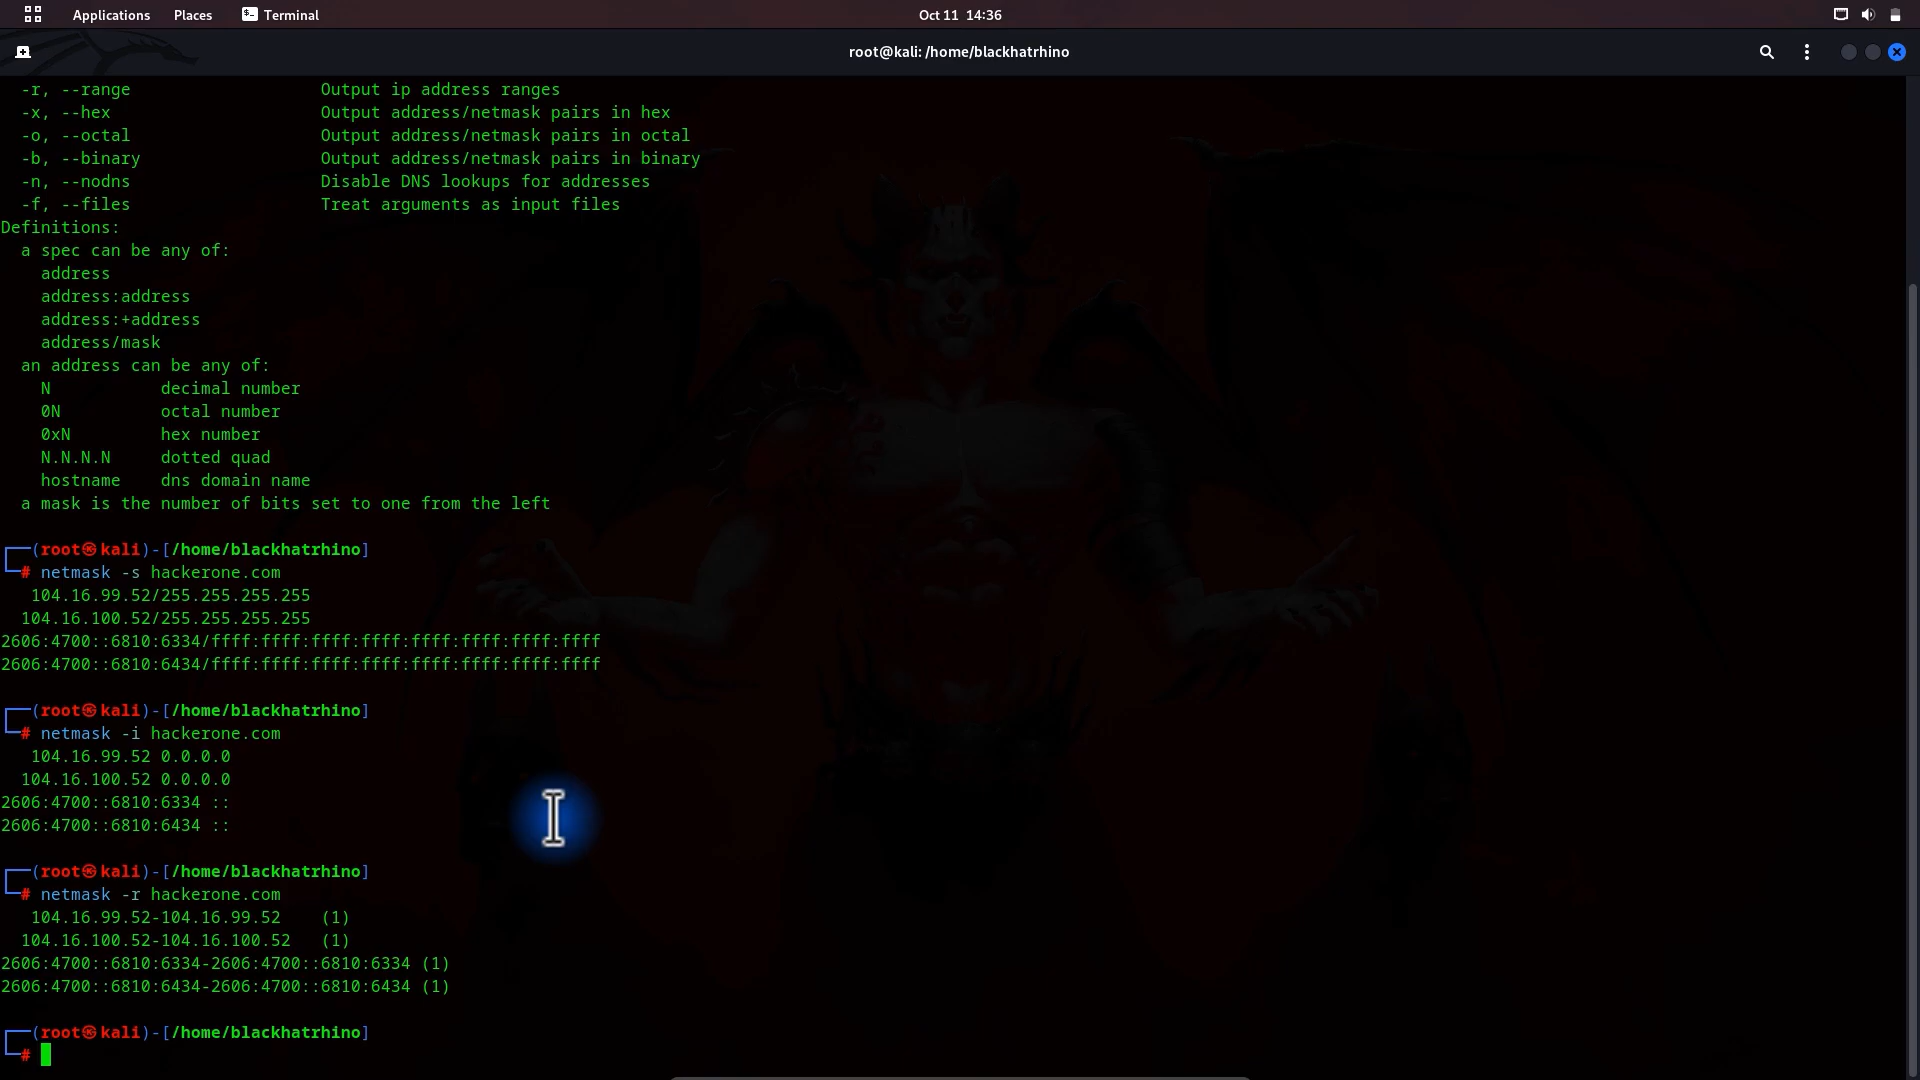 Applications Places Terminal Oct 11 14:36
root@kali: /home/blackhatrhino
  -r, --range                   Output ip address ranges
  -x, --hex                     Output address/netmask pairs in hex
  -o, --octal                   Output address/netmask pairs in octal
  -b, --binary                  Output address/netmask pairs in binary
  -n, --nodns                   Disable DNS lookups for addresses
  -f, --files                   Treat arguments as input files
Definitions:
  a spec can be any of:
    address
    address:address
    address:+address
    address/mask
  an address can be any of:
    N           decimal number
    0N          octal number
    0xN         hex number
    N.N.N.N     dotted quad
    hostname    dns domain name
  a mask is the number of bits set to one from the left
┌──(root㉿kali)-[/home/blackhatrhino]
└─# netmask -s hackerone.com
   104.16.99.52/255.255.255.255
  104.16.100.52/255.255.255.255
2606:4700::6810:6334/ffff:ffff:ffff:ffff:ffff:ffff:ffff:ffff
2606:4700::6810:6434/ffff:ffff:ffff:ffff:ffff:ffff:ffff:ffff
┌──(root㉿kali)-[/home/blackhatrhino]
└─# netmask -i hackerone.com
   104.16.99.52 0.0.0.0
  104.16.100.52 0.0.0.0
2606:4700::6810:6334 ::
2606:4700::6810:6434 ::
┌──(root㉿kali)-[/home/blackhatrhino]
└─# netmask -r hackerone.com
   104.16.99.52-104.16.99.52    (1)
  104.16.100.52-104.16.100.52   (1)
2606:4700::6810:6334-2606:4700::6810:6334 (1)
2606:4700::6810:6434-2606:4700::6810:6434 (1)
┌──(root㉿kali)-[/home/blackhatrhino]
└─#